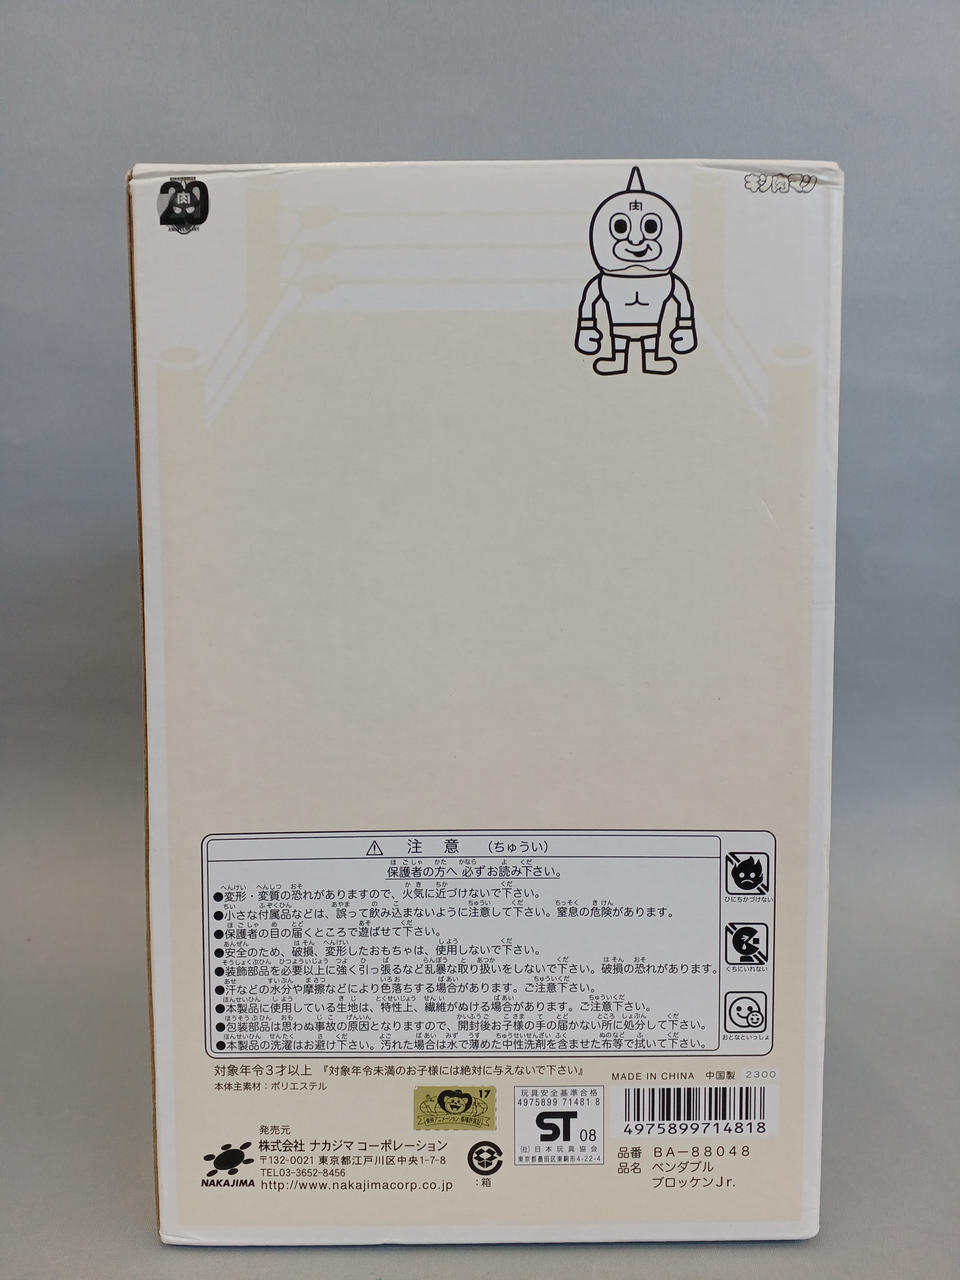 20
肉
ANNIVERSARY
肉
キン肉マン
注意 (ちゅうい)
保護者の方へ 必ずお読み下さい。
●変形・変質の恐れがありますので、火気に近づけないで下さい。
●小さな付属品などは、誤って飲み込まないように注意して下さい。窒息の危険があります。
●保護者の目の届くところで遊ばせて下さい。
●安全のため、破損、変形したおもちゃは、使用しないで下さい。
●装飾部品を必要以上に強く引っ張るなど乱暴な取り扱いをしないで下さい。破損の恐れがあります。
●汗などの水分や摩擦などにより色落ちする場合があります。ご注意下さい。
●本製品に使用している生地は、特性上、繊維がぬける場合があります。ご注意下さい。
●包装部品は思わぬ事故の原因となりますので、開封後お子様の手の届かない所に処分して下さい。
●本製品の洗濯はお避け下さい。汚れた場合は水で薄めた中性洗剤を含ませた布等で拭いて下さい。
ひにちかづけない
くちにいれない
おとなといっしょ
対象年令3才以上 『対象年令未満のお子様には絶対に与えないで下さい』
本体主素材：ポリエステル
MADE IN CHINA 中国製 2300
17
玩具安全基準合格
4975899 71481 8
ST 08
(社)日本玩具協会
東京都墨田区東駒形4-22-4
4975899714818
品番 BA-88048
品名 ベンダブル
ブロッケンJr.
発売元
株式会社 ナカジマコーポレーション
〒132-0021 東京都江戸川区中央1-7-8
TEL03-3652-8456
http://www.nakajimacorp.co.jp
NAKAJIMA
：箱